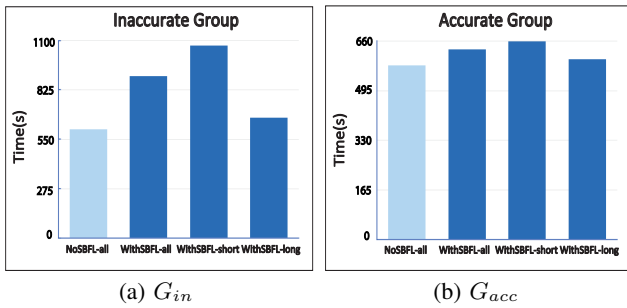 Inaccurate Group
Time(s)
1100
825
550
275
0
NoSBFL-all WithSBFL-all WithSBFL-short WithSBFL-long
(a) G_in
Accurate Group
Time(s)
660
495
330
165
0
NoSBFL-all WithSBFL-all WithSBFL-short WithSBFL-long
(b) G_acc